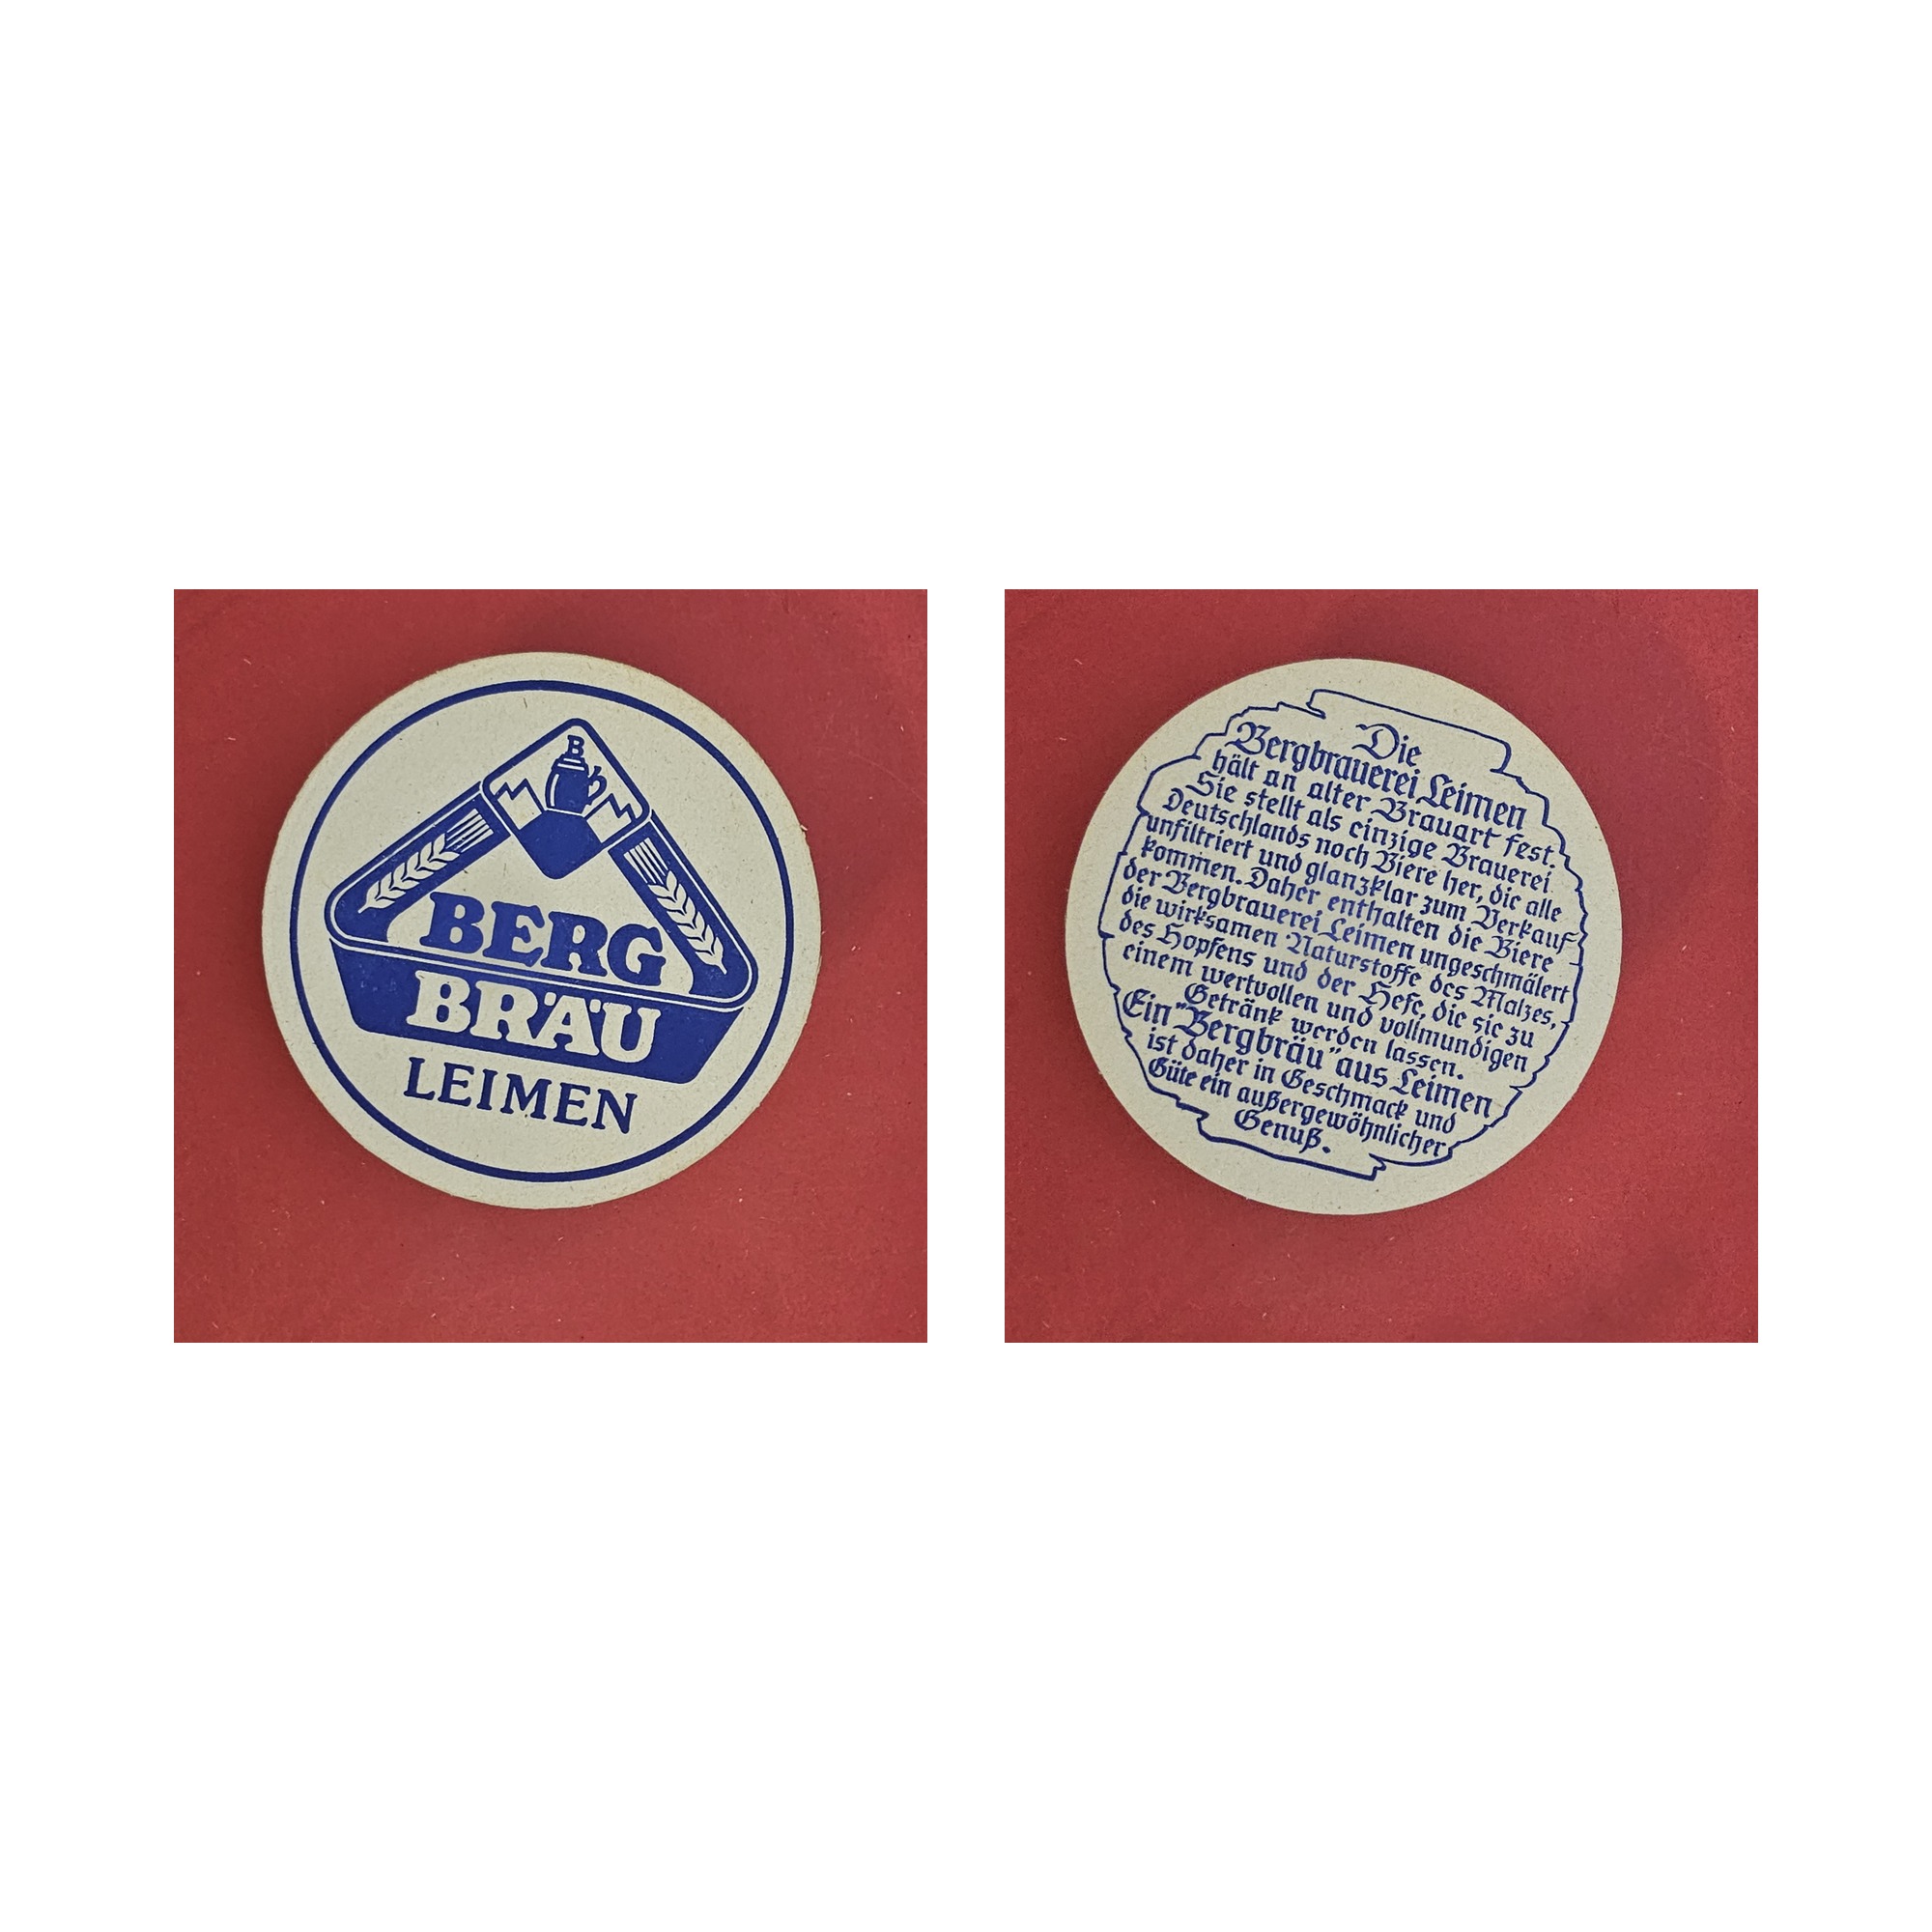 B
BERG
BRÄU
LEIMEN
Die
Bergbrauerei Leimen
hält an alter Brauart fest.
Sie stellt als einzige Brauerei
Deutschlands noch Biere her, die alle
unfiltriert und glanzklar zum Verkauf
kommen. Daher enthalten die Biere
der Bergbrauerei Leimen ungeschmälert
die wirksamen Naturstoffe des Malzes,
des Hopfens und der Hefe, die sie zu
einem wertvollen und vollmundigen
Getränk werden lassen.
Ein "Bergbräu" aus Leimen
ist daher in Geschmack und
Güte ein außergewöhnlicher
Genuß.